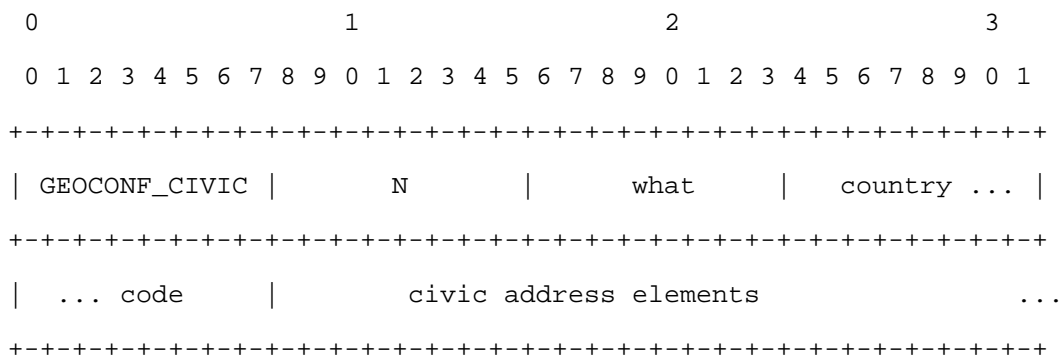 0 1 2 3
0 1 2 3 4 5 6 7 8 9 0 1 2 3 4 5 6 7 8 9 0 1 2 3 4 5 6 7 8 9 0 1
+-+-+-+-+-+-+-+-+-+-+-+-+-+-+-+-+-+-+-+-+-+-+-+-+-+-+-+-+-+-+-+-+
| GEOCONF_CIVIC | N | what | country ... |
+-+-+-+-+-+-+-+-+-+-+-+-+-+-+-+-+-+-+-+-+-+-+-+-+-+-+-+-+-+-+-+-+
| ... code | civic address elements ...
+-+-+-+-+-+-+-+-+-+-+-+-+-+-+-+-+-+-+-+-+-+-+-+-+-+-+-+-+-+-+-+-+